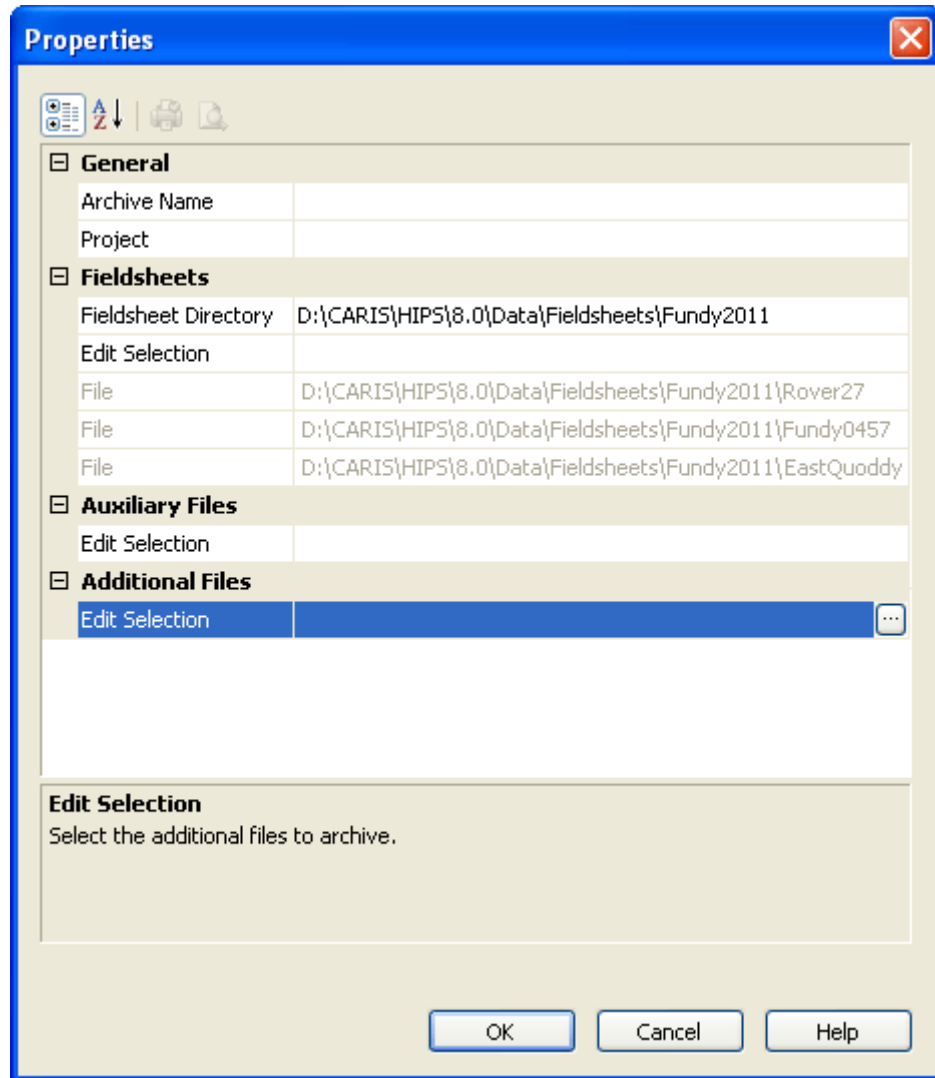 Properties
General
Archive Name
Project
Fieldsheets
Fieldsheet Directory D:\CARIS\HIPS\8.0\Data\Fieldsheets\Fundy2011
Edit Selection
File D:\CARIS\HIPS\8.0\Data\Fieldsheets\Fundy2011\Rover27
File D:\CARIS\HIPS\8.0\Data\Fieldsheets\Fundy2011\Fundy0457
File D:\CARIS\HIPS\8.0\Data\Fieldsheets\Fundy2011\EastQuoddy
Auxiliary Files
Edit Selection
Additional Files
Edit Selection ...
Edit Selection
Select the additional files to archive.
OK Cancel Help